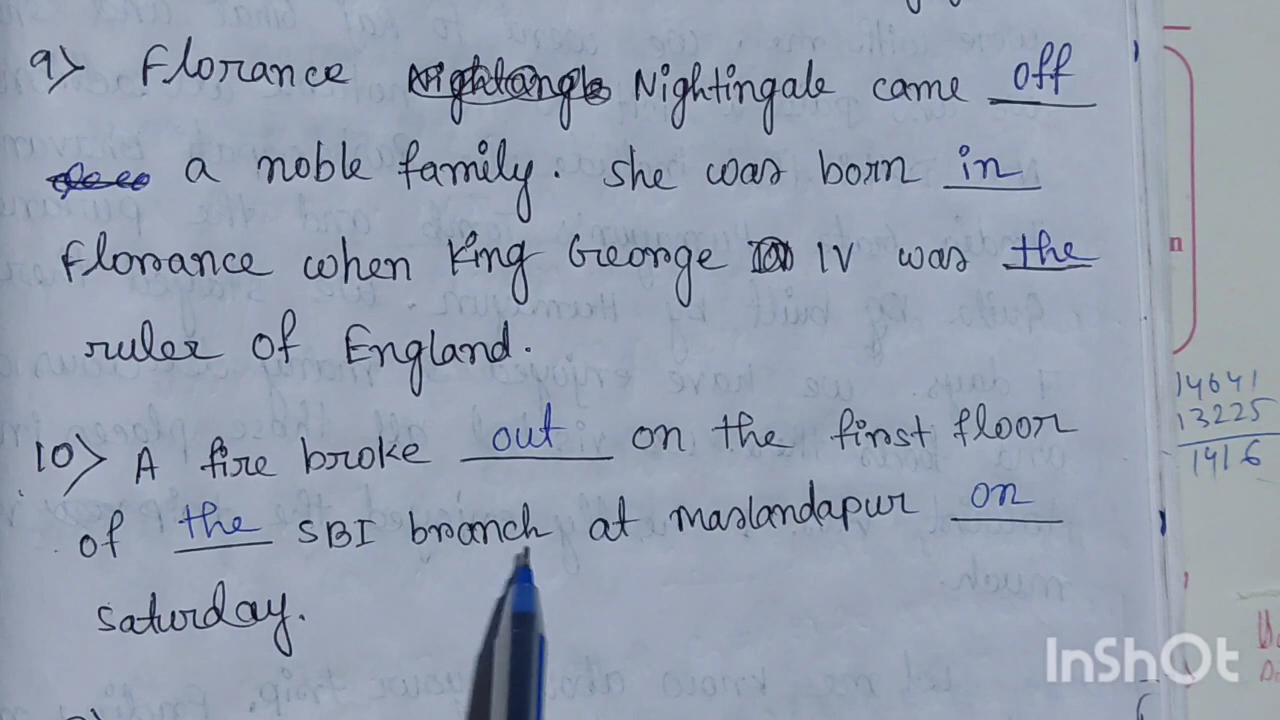 9) Florance Nightingale came off
a noble family. She was born in
Florance when King George IV was the
ruler of England.
10) A fire broke out on the first floor
of the SBI branch at maslandapur on
saturday.
14641
13225
1416
n
InShOt